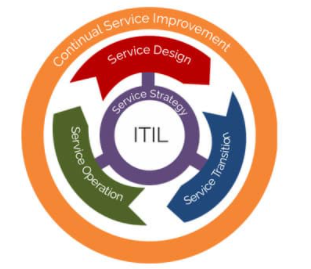 Continual Service Improvement
Service Design
Service Strategy
ITIL
Service Operation
Service Transition